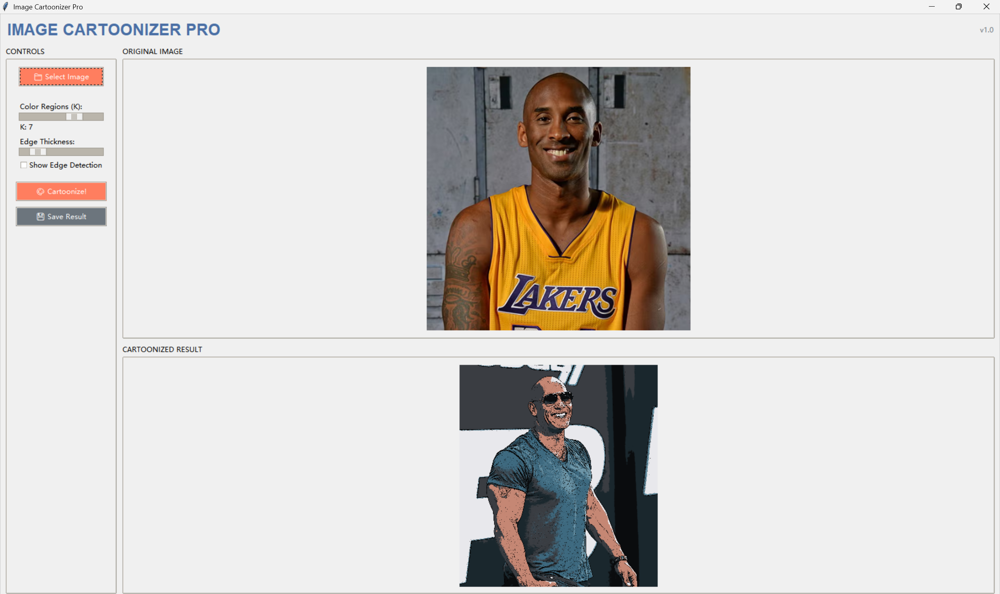 Image Cartoonizer Pro
IMAGE CARTOONIZER PRO
v1.0
CONTROLS
ORIGINAL IMAGE
Select Image
Color Regions (K):
K: 7
Edge Thickness:
Show Edge Detection
Cartoonize!
Save Result
LAKERS
CARTOONIZED RESULT